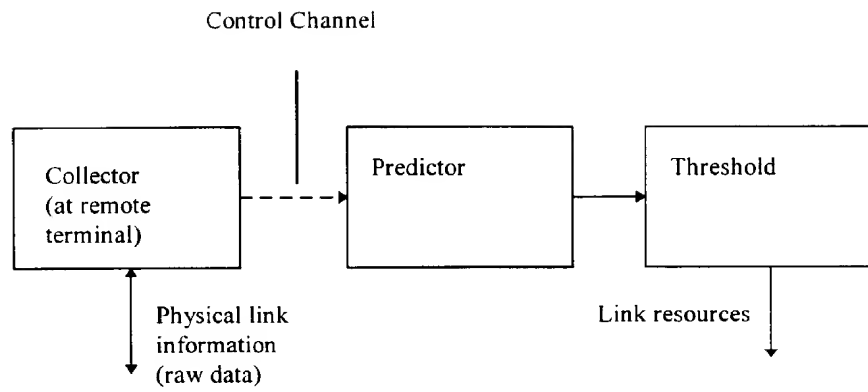 Control Channel
Collector
(at remote
terminal)
Predictor
Threshold
Physical link
information
(raw data)
Link resources